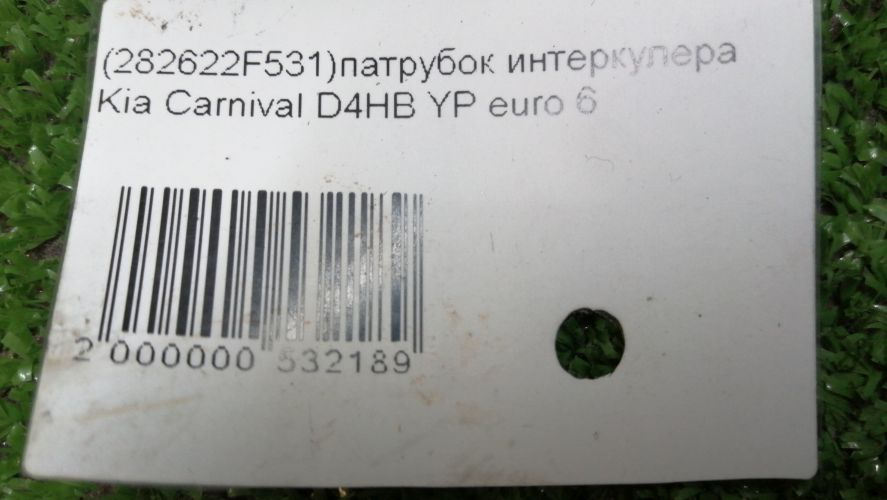 (282622F531)патрубок интеркулера
Kia Carnival D4HB YP euro 6
2 000000 532189